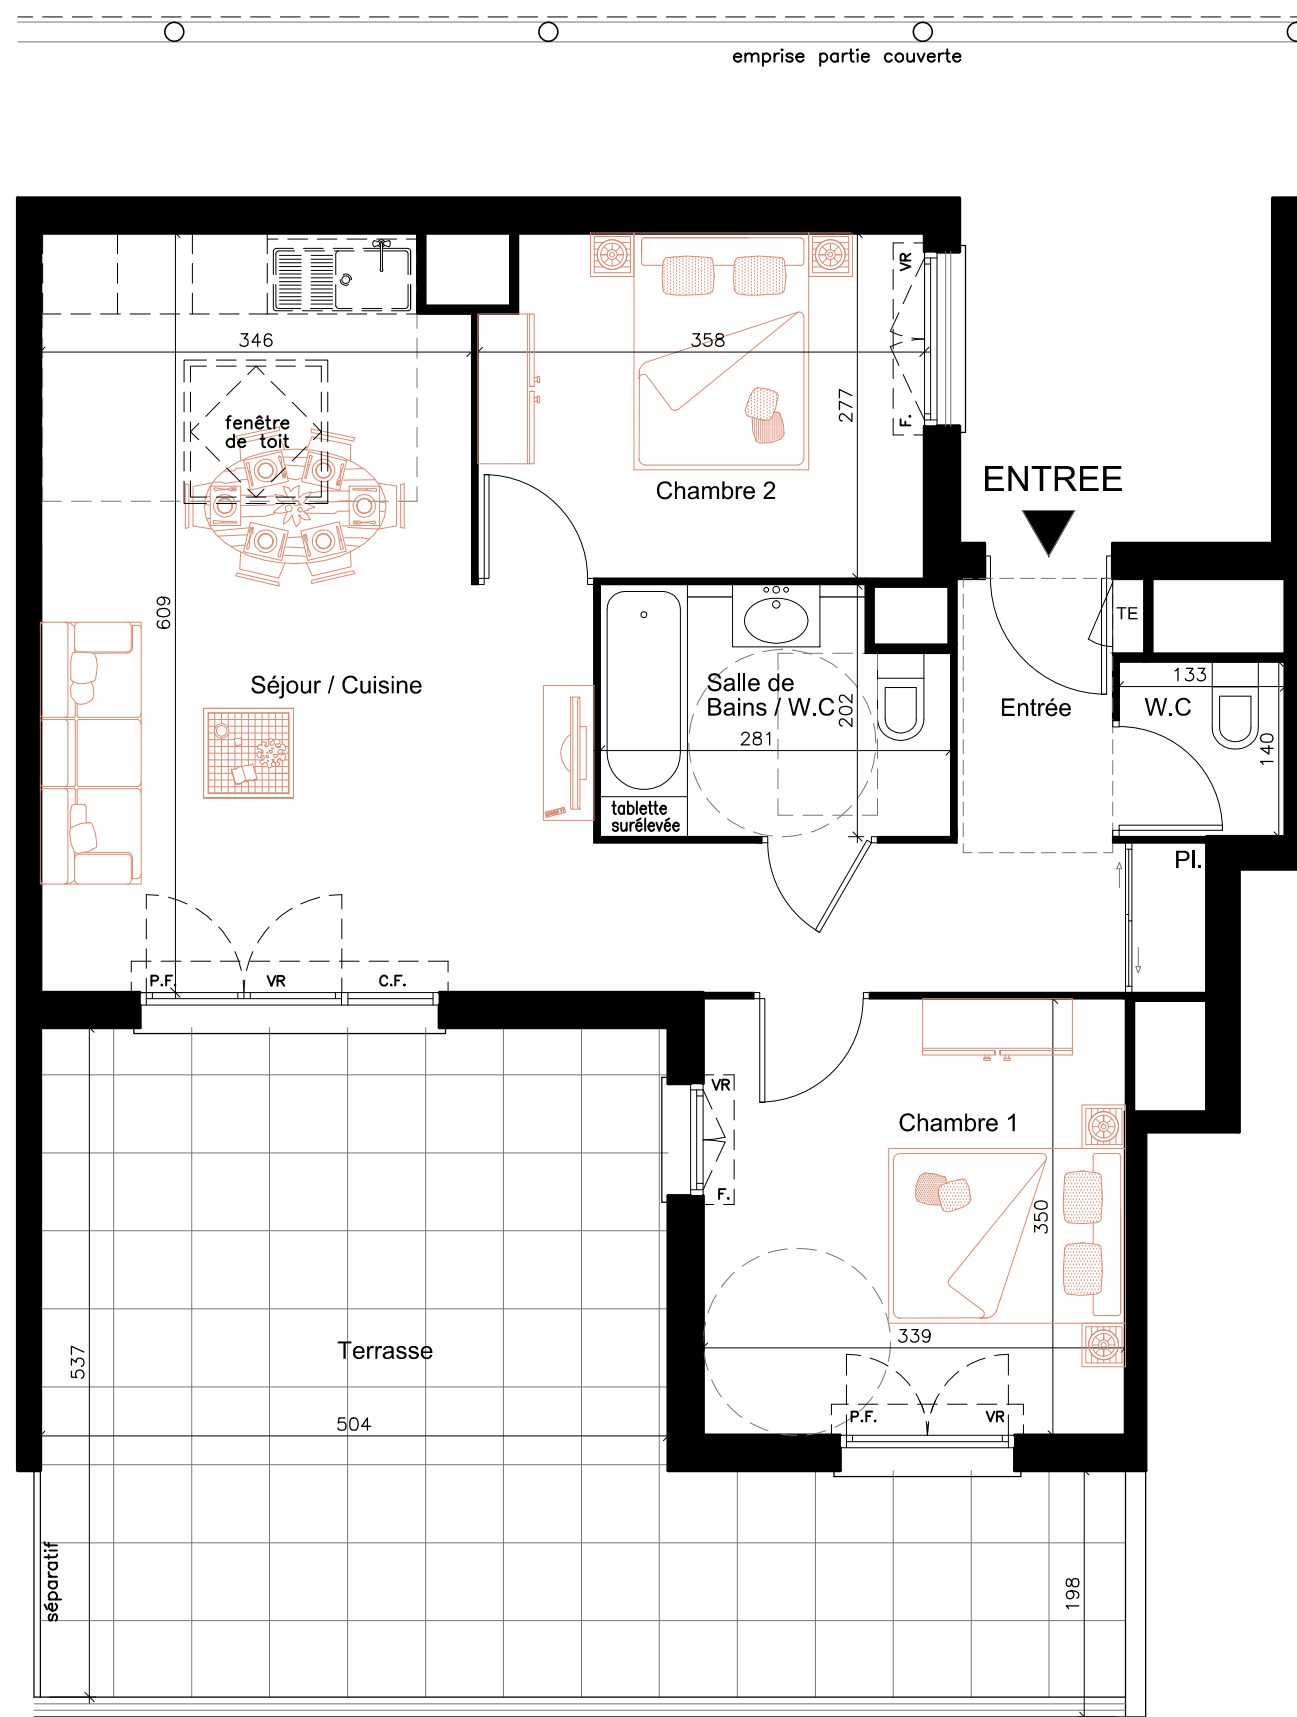 emprise partie couverte
VR
346
358
fenêtre
de toit
277
F.
ENTREE
Chambre 2
609
TE
Séjour / Cuisine
Salle de
Bains / W.C
202
281
Entrée
133
W.C
140
tablette
surélevée
Pl.
P.F.
VR
C.F.
VR
Chambre 1
F.
350
339
Terrasse
537
504
P.F.
VR
séparatif
198